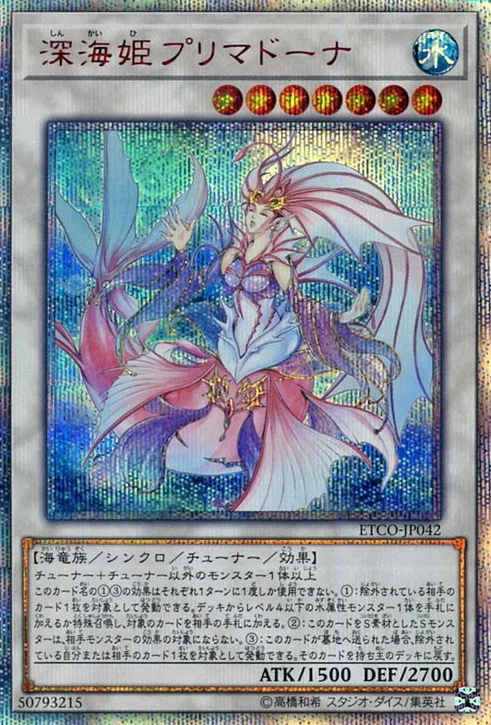 深海姫プリマドーナ
水
ETCO-JP042
【海竜族/シンクロ/チューナー/効果】
チューナー+チューナー以外のモンスター1体以上
このカード名の①③の効果はそれぞれ1ターンに1度しか使用できない。①:除外されている相手の
カード1枚を対象として発動できる。デッキからレベル4以下の水属性モンスター1体を手札に
加えるか特殊召喚し、対象のカードを相手の手札に加える。②:このカードをS素材としたSモンス
ターは、相手モンスターの効果の対象にならない。③:このカードが墓地へ送られた場合、除外され
ている自分または相手のカード1枚を対象として発動できる。そのカードを持ち主のデッキに戻す。
ATK/1500 DEF/2700
50793215
©高橋和希 スタジオ・ダイス/集英社